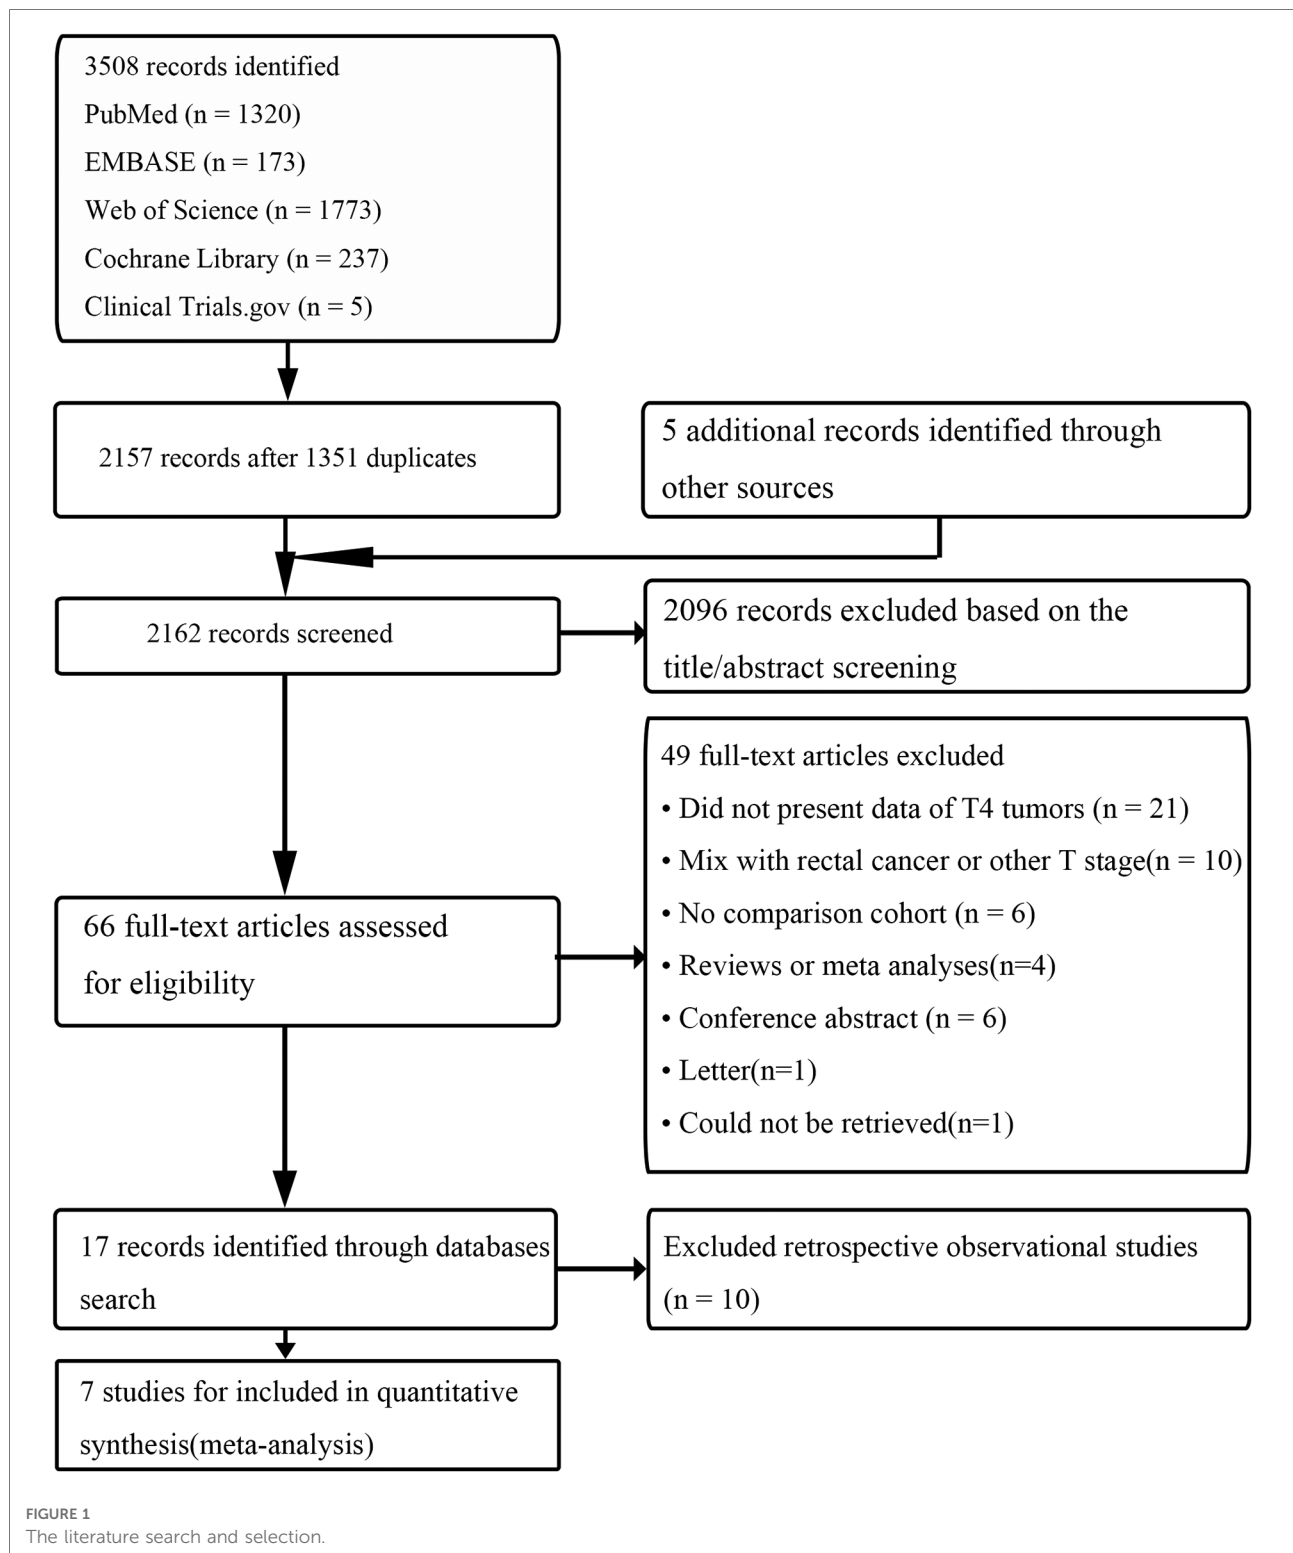 3508 records identified
PubMed (n = 1320)
EMBASE (n = 173)
Web of Science (n = 1773)
Cochrane Library (n = 237)
Clinical Trials.gov (n = 5)
2157 records after 1351 duplicates
5 additional records identified through
other sources
2162 records screened
2096 records excluded based on the
title/abstract screening
66 full-text articles assessed
for eligibility
49 full-text articles excluded
• Did not present data of T4 tumors (n = 21)
• Mix with rectal cancer or other T stage(n = 10)
• No comparison cohort (n = 6)
• Reviews or meta analyses(n=4)
• Conference abstract (n = 6)
• Letter(n=1)
• Could not be retrieved(n=1)
17 records identified through databases
search
Excluded retrospective observational studies
(n = 10)
7 studies for included in quantitative
synthesis(meta-analysis)
FIGURE 1
The literature search and selection.